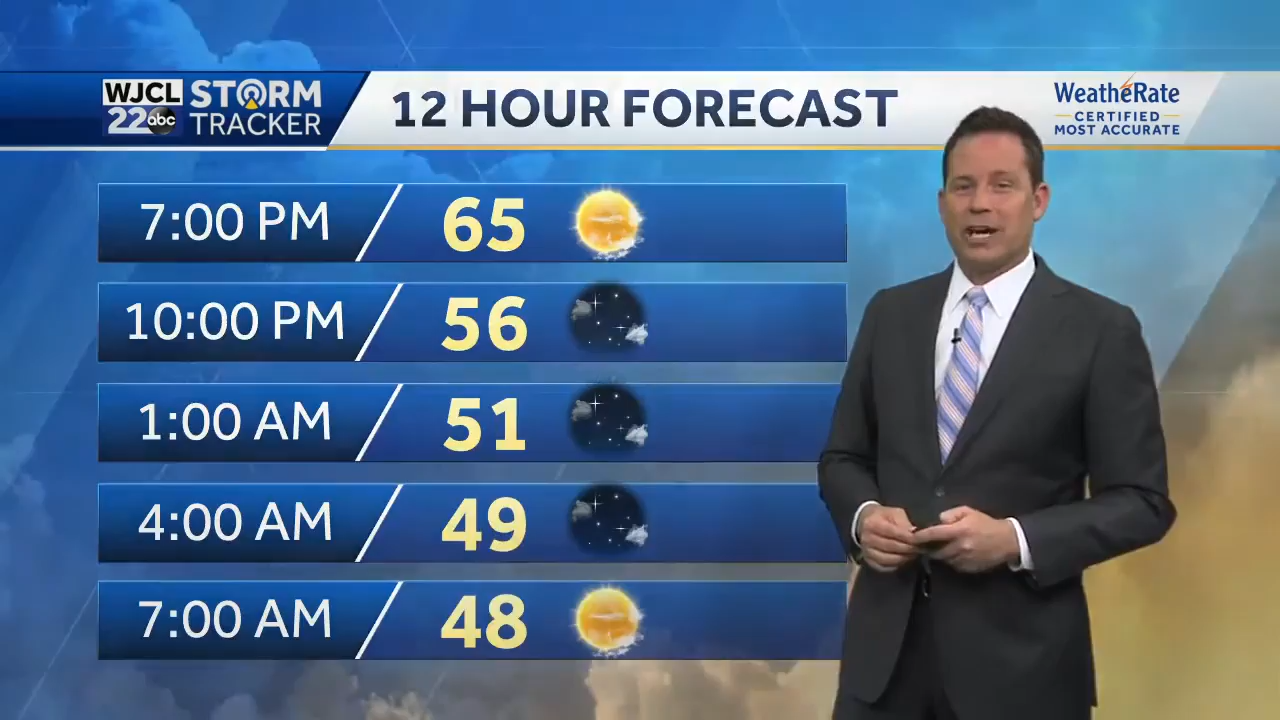 WJCL
22 abc
STORM
TRACKER
12 HOUR FORECAST
WeatheRate
CERTIFIED
MOST ACCURATE
7:00 PM 65
10:00 PM 56
1:00 AM 51
4:00 AM 49
7:00 AM 48